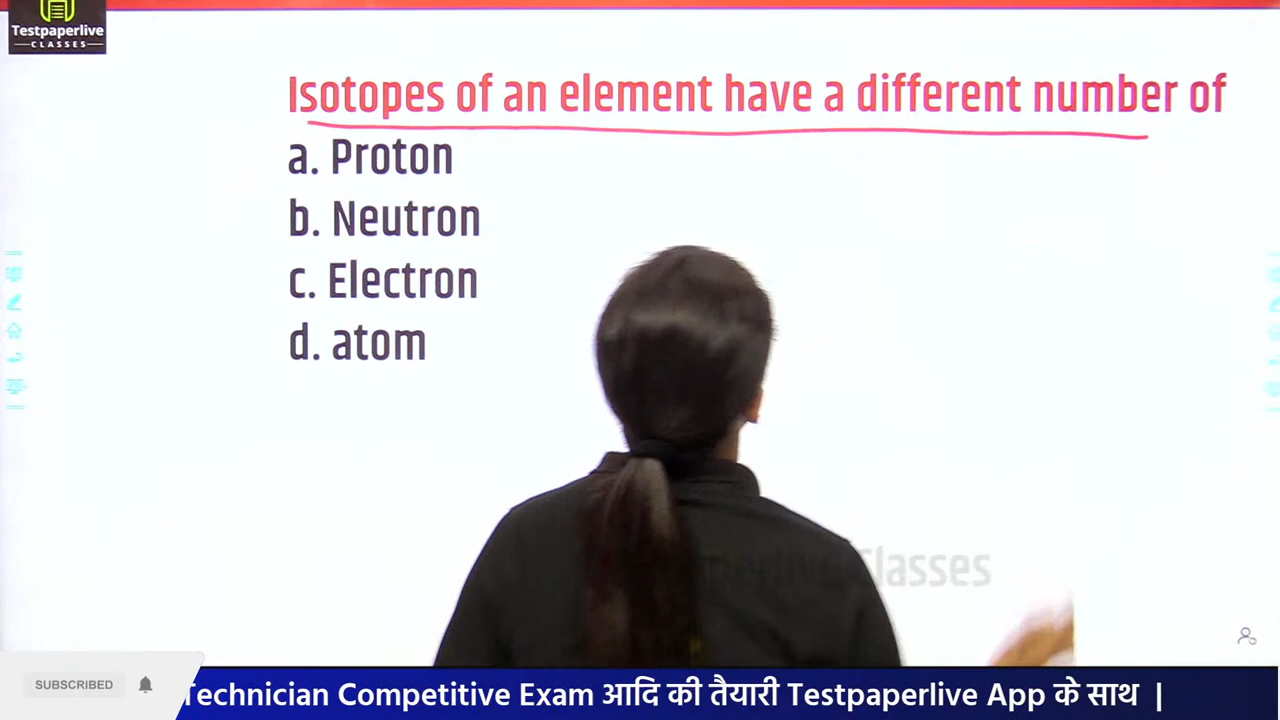 Testpaperlive
CLASSES
Isotopes of an element have a different number of
a. Proton
b. Neutron
c. Electron
d. atom
Classes
SUBSCRIBED
Technician Competitive Exam आदि की तैयारी Testpaperlive App के साथ |